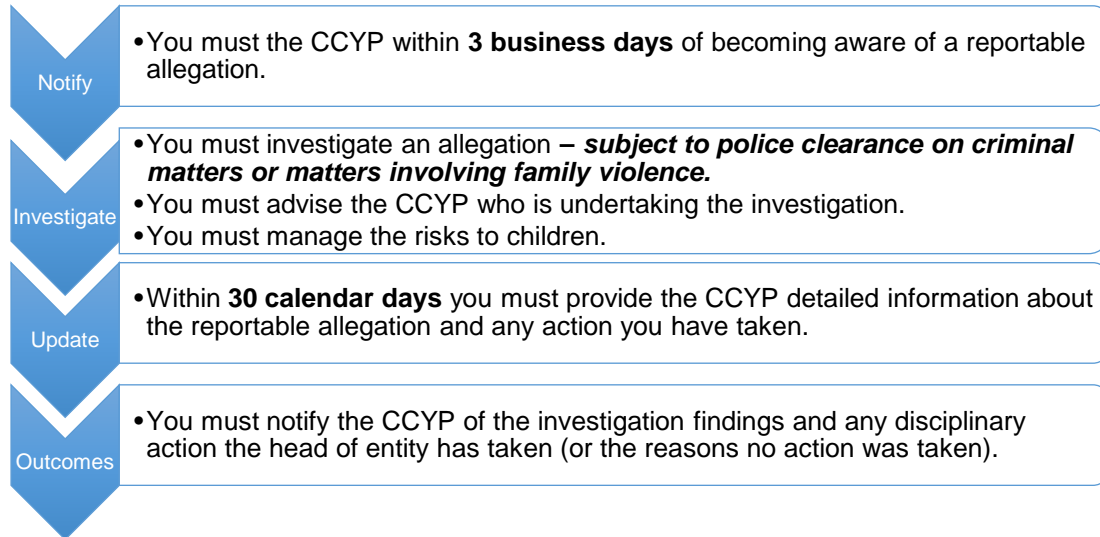 Notify
•You must the CCYP within 3 business days of becoming aware of a reportable
allegation.
Investigate
•You must investigate an allegation – subject to police clearance on criminal
matters or matters involving family violence.
•You must advise the CCYP who is undertaking the investigation.
•You must manage the risks to children.
Update
•Within 30 calendar days you must provide the CCYP detailed information about
the reportable allegation and any action you have taken.
Outcomes
•You must notify the CCYP of the investigation findings and any disciplinary
action the head of entity has taken (or the reasons no action was taken).